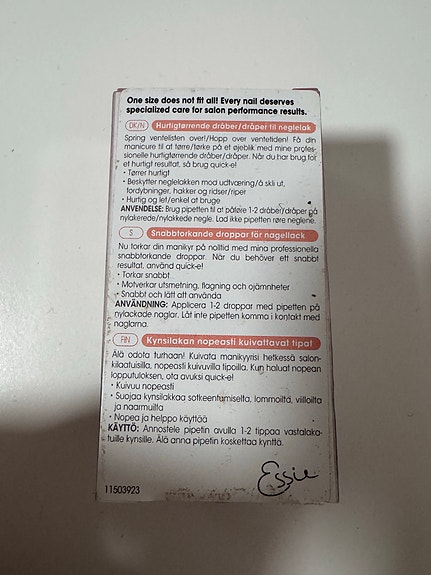 One size does not fit all! Every nail deserves
specialized care for salon performance results.
DK/N Hurtigtørrende dråber/dråper til neglelak
Spring ventelisten over!/Hopp over ventetiden! Få din
manicure til at tørre/tørke på et øjeblik med mine profes-
sionelle hurtigtørrende dråber/dråper. Når du har brug for
et hurtigt resultat, så brug quick-e!
• Tørrer hurtigt
• Beskytter neglelakken mod udtværing/å skli ut,
fordybninger, hakker og ridser/riper
• Hurtig og let/enkel at bruge
ANVENDELSE: Brug pipetten til at påføre 1-2 dråber/dråper på
nylakerede/nylakkede negle. Lad ikke pipetten røre neglene.
S Snabbtorkande droppar för nagellack
Nu torkar din manikyr på nolltid med mina professionella
snabbtorkande droppar. När du behöver ett snabbt
resultat, använd quick-e!
• Torkar snabbt
• Motverkar utsmetning, flagning och ojämnheter
• Snabbt och lätt att använda
ANVÄNDNING: Applicera 1-2 droppar med pipetten på
nylackade naglar. Låt inte pipetten komma i kontakt med
naglarna.
FIN Kynsilakan nopeasti kuivattavat tipat
Älä odota turhaan! Kuivata manikyyrisi hetkessä salon-
kilaatuisilla, nopeasti kuivuvilla tipoilla. Kun haluat nopean
lopputuloksen, ota avuksi quick-e!
• Kuivuu nopeasti
• Suojaa kynsilakkaa sotkeentumiselta, lommoilta, viilloilta
ja naarmuilta
• Nopea ja helppo käyttää
KÄYTTÖ: Annostele pipetin avulla 1-2 tippaa vastalaka-
tuille kynsille. Älä anna pipetin koskettaa kynttä.
Essie
11503923